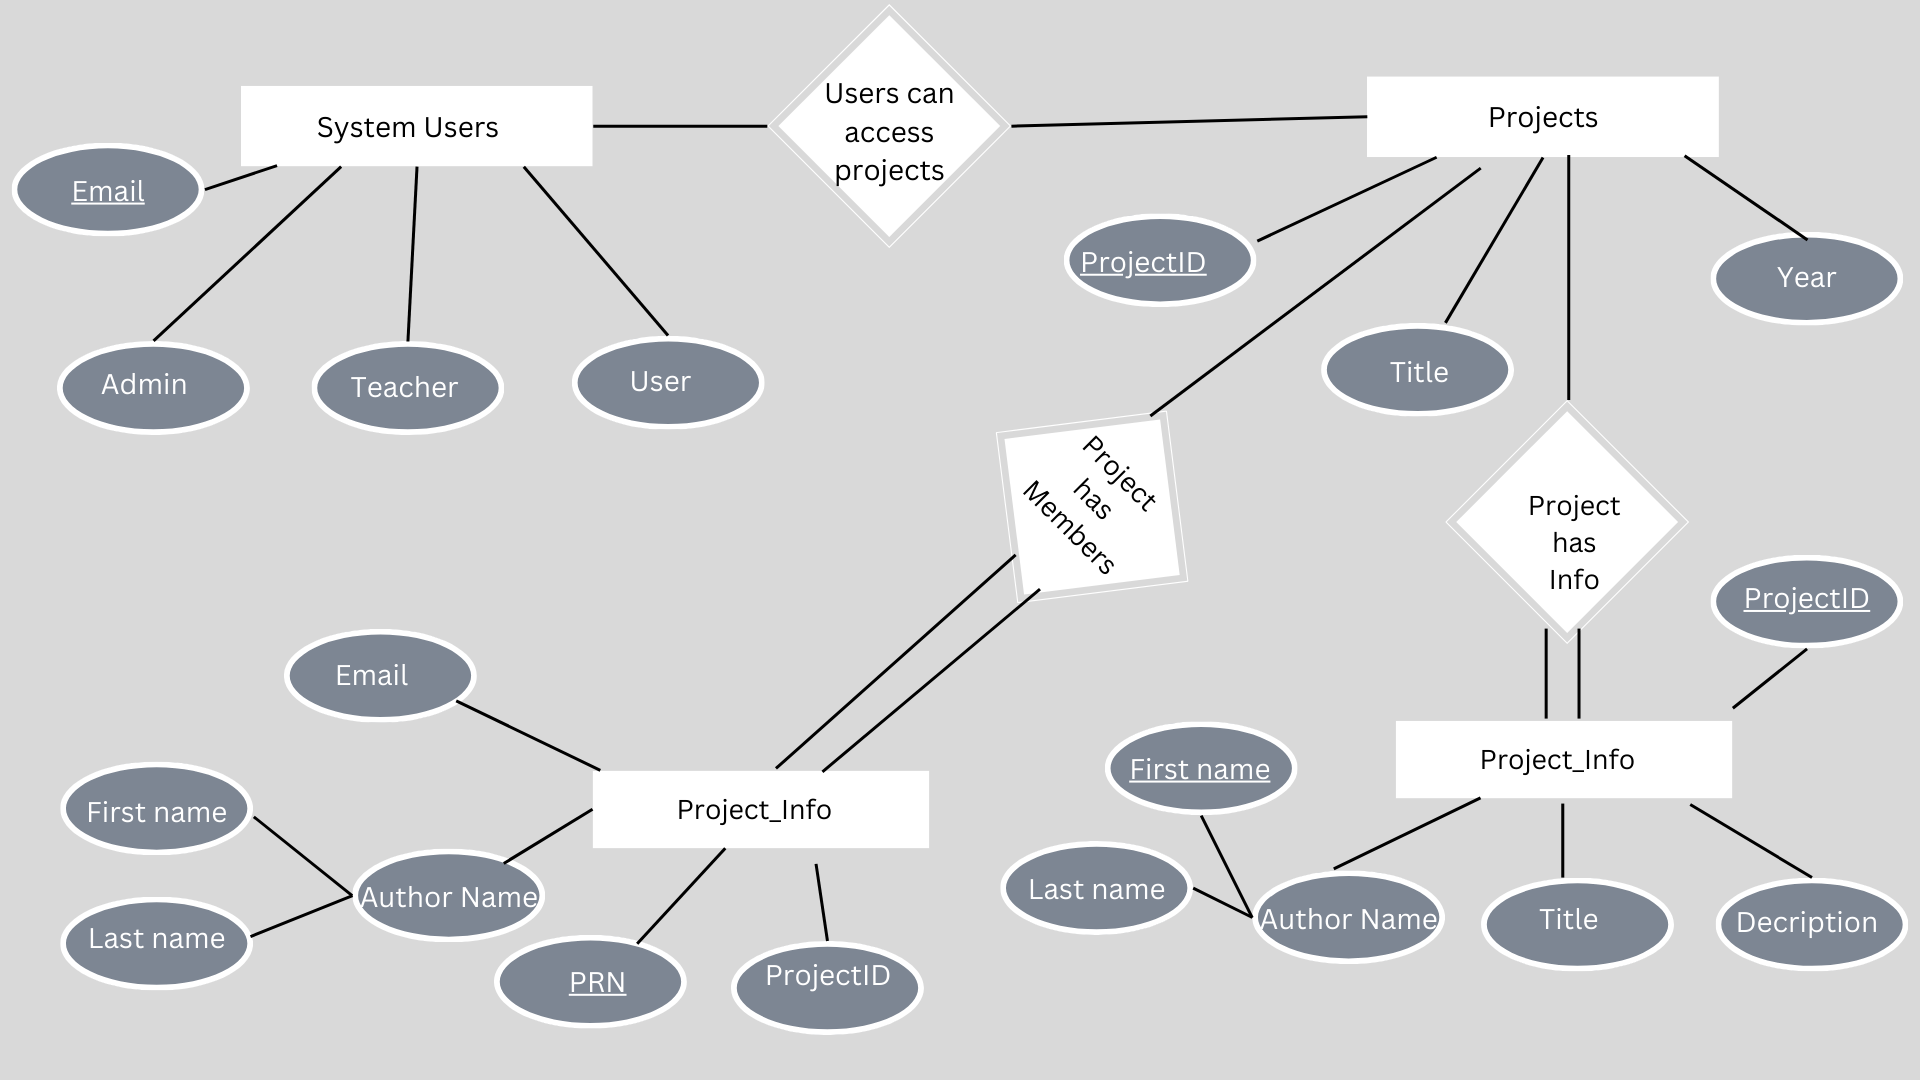 Users can
access
projects
System Users
Projects
Email
ProjectID
Year
Title
Admin
Teacher
User
Project
has
Members
Project
has
Info
ProjectID
Email
Project_Info
First name
Project_Info
First name
Last name
Author Name
Last name
Author Name
Title
Decription
PRN
ProjectID